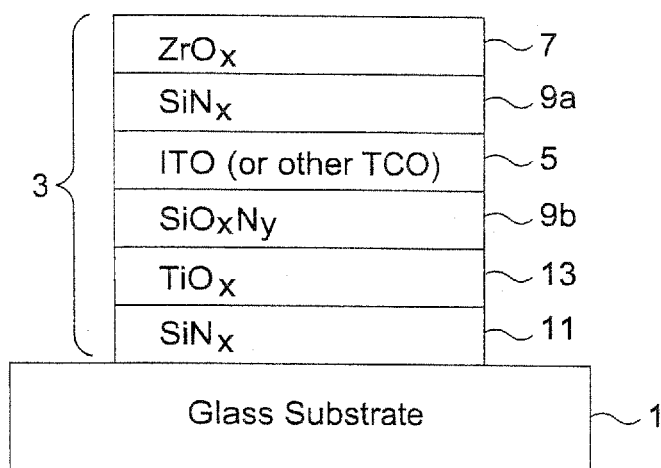 ZrOx 7
SiNx 9a
3 ITO (or other TCO) 5
SiOxNy 9b
TiOx 13
SiNx 11
Glass Substrate 1